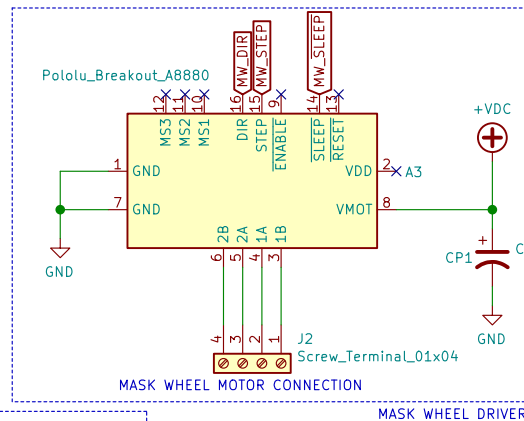 MW_DIR
MW_STEP
MW_SLEEP
Pololu_Breakout_A8880
12 11 10 16 15 9 14 13
MS3 MS2 MS1 DIR STEP ENABLE SLEEP RESET
+VDC
1 GND VDD 2 A3
7 GND VMOT 8
2B 2A 1A 1B
6 5 4 3
GND
CP1 + C
GND
4 3 2 1
J2
Screw_Terminal_01x04
MASK WHEEL MOTOR CONNECTION
MASK WHEEL DRIVER